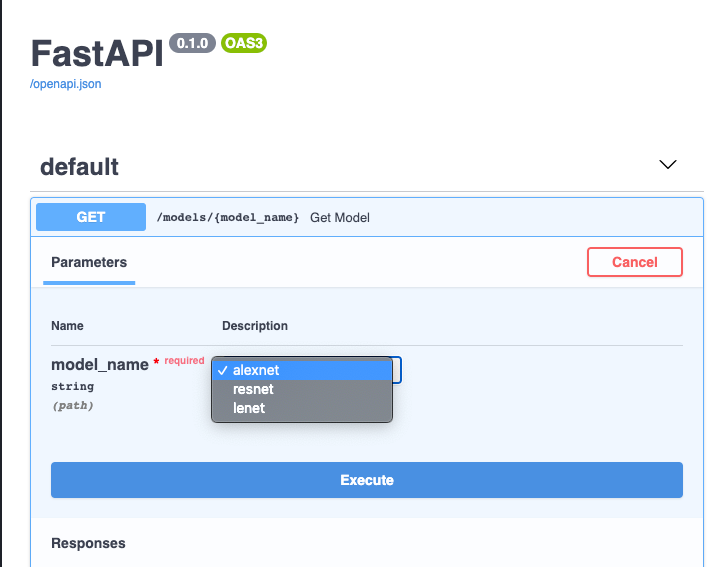 FastAPI 0.1.0 OAS3
/openapi.json
default
GET /models/{model_name} Get Model
Parameters Cancel
Name Description
model_name * required
string
(path)
✓ alexnet
resnet
lenet
Execute
Responses